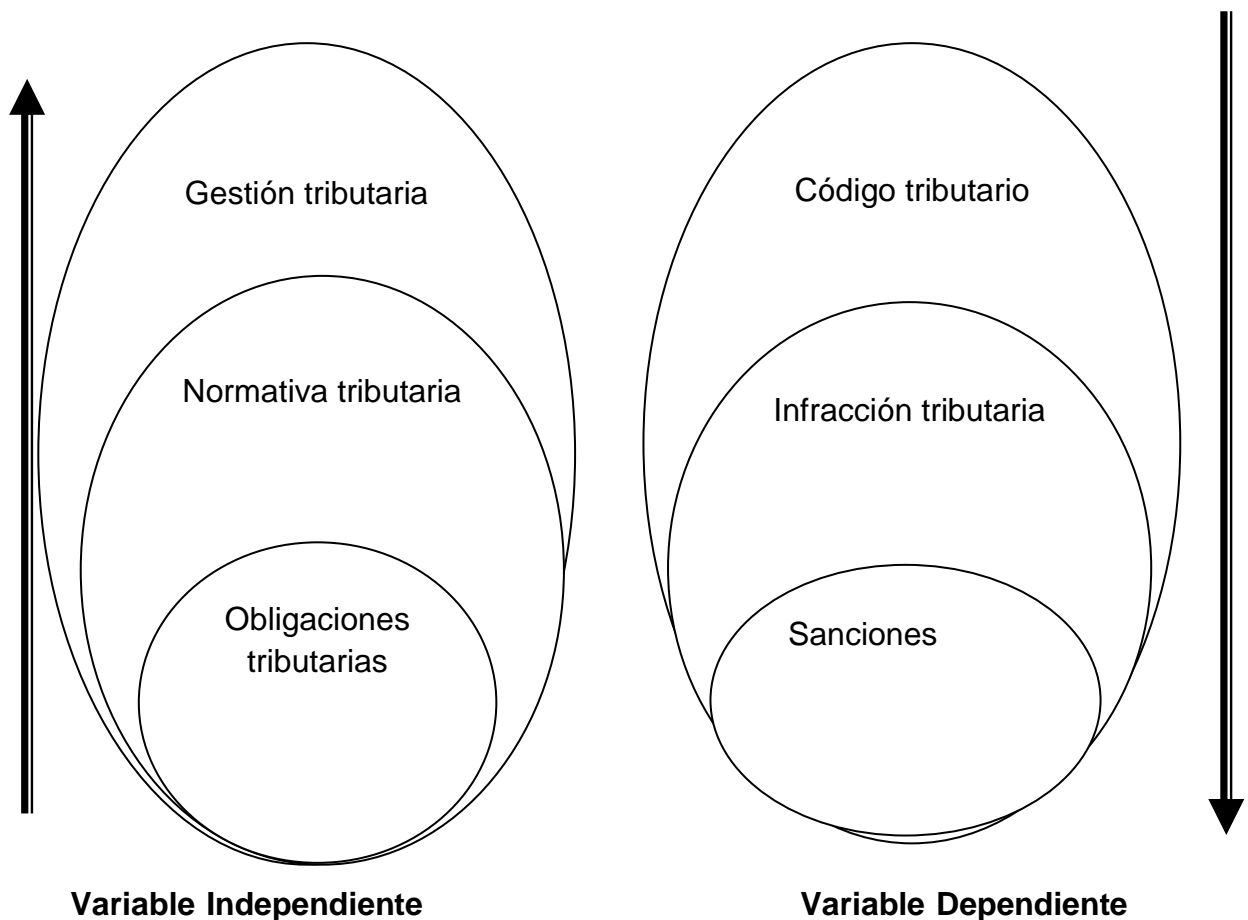 Gestión tributaria
Normativa tributaria
Obligaciones
tributarias
Variable Independiente
Código tributario
Infracción tributaria
Sanciones
Variable Dependiente